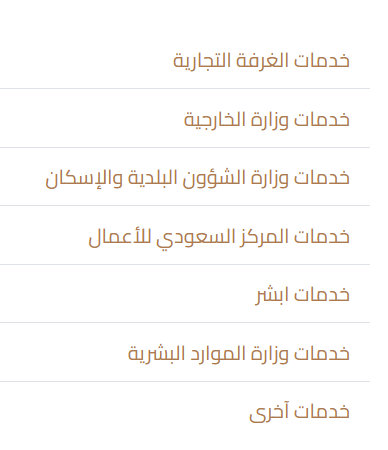 خدمات الغرفة التجارية
خدمات وزارة الخارجية
خدمات وزارة الشؤون البلدية والإسكان
خدمات المركز السعودي للأعمال
خدمات ابشر
خدمات وزارة الموارد البشرية
خدمات آخرى